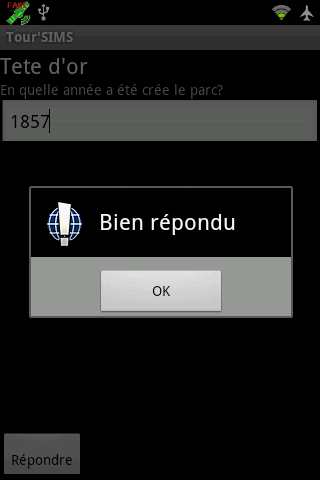 FAKE
Tour'SIMS
Tete d'or
En quelle année a été crée le parc?
1857
Bien répondu
OK
Répondre